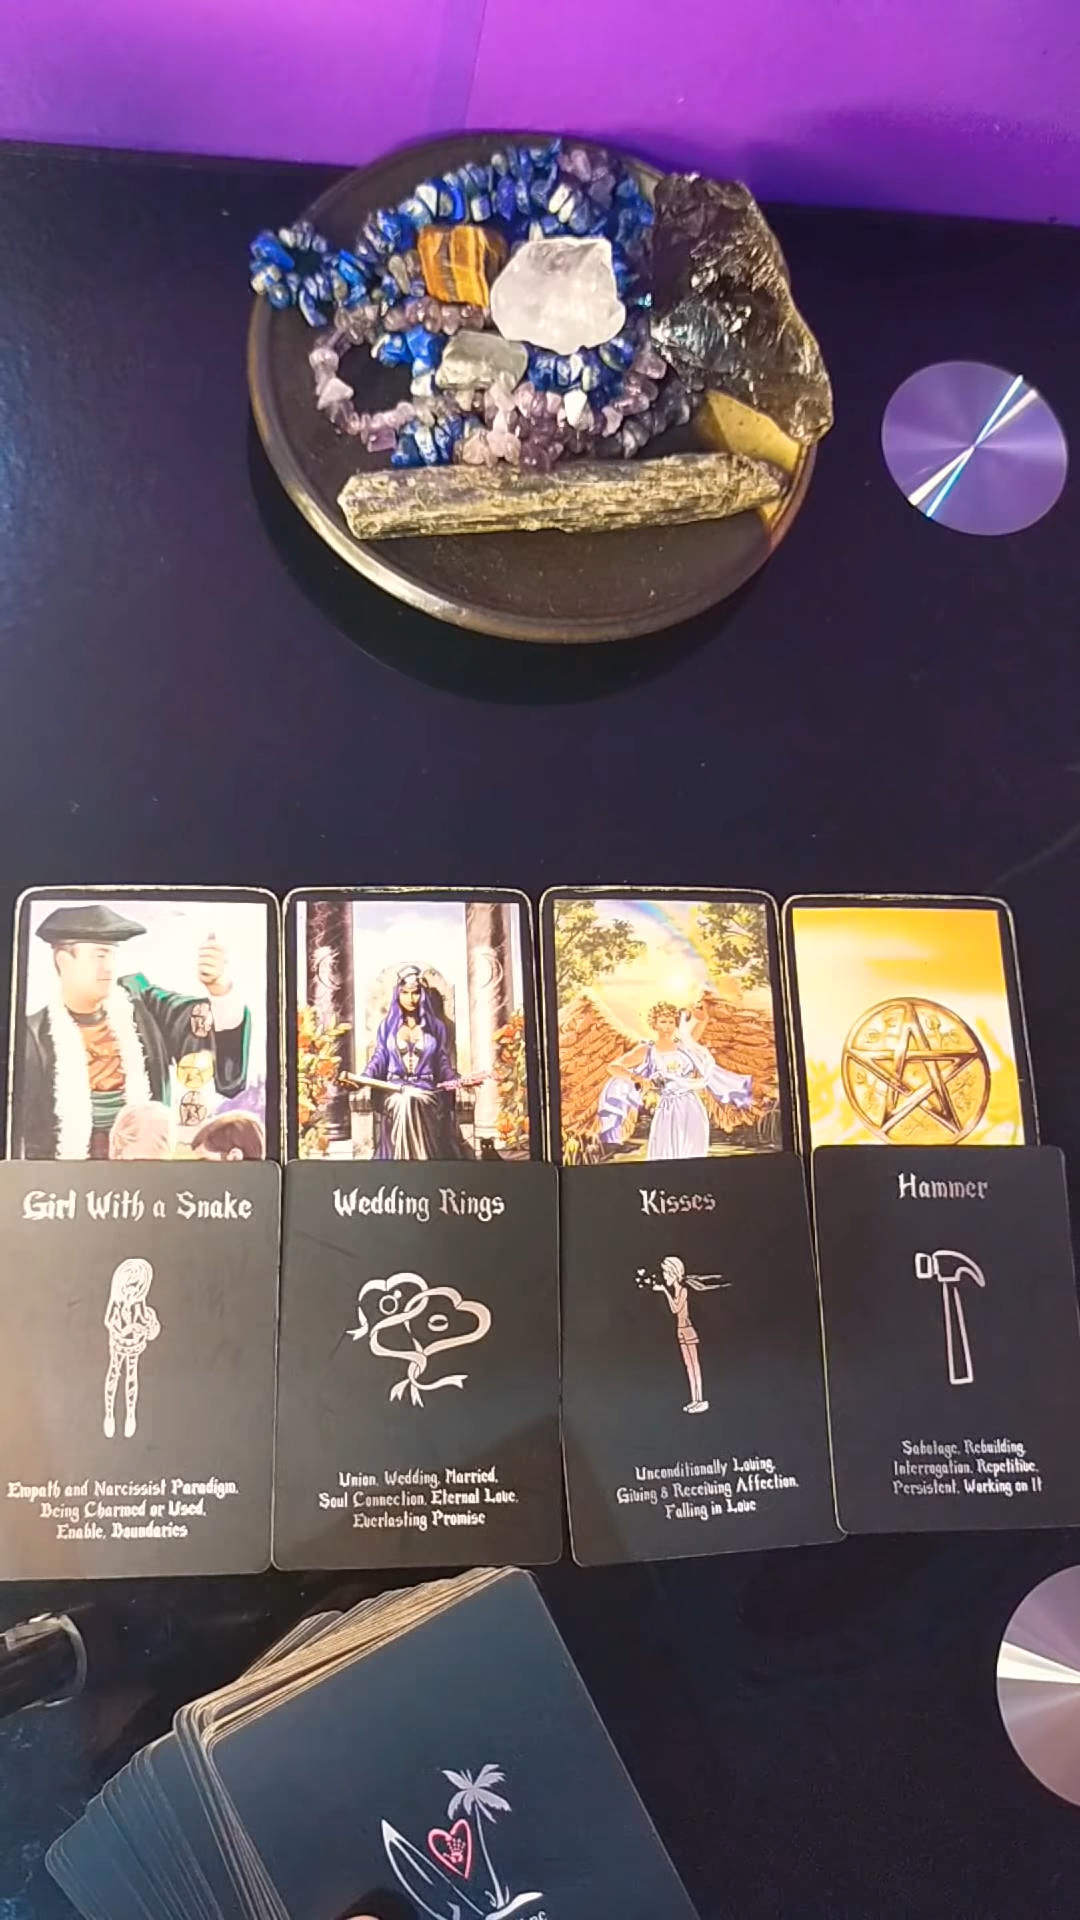 Girl With a Snake
Empath and Narcissist Paradigm,
Being Charmed or Used,
Enable, Boundaries
Wedding Rings
Union, Wedding, Married,
Soul Connection, Eternal Love,
Everlasting Promise
Kisses
Unconditionally Loving,
Giving & Receiving Affection,
Falling in Love
Hammer
Sabotage, Rebuilding,
Interrogation, Repetitive,
Persistent, Working on It